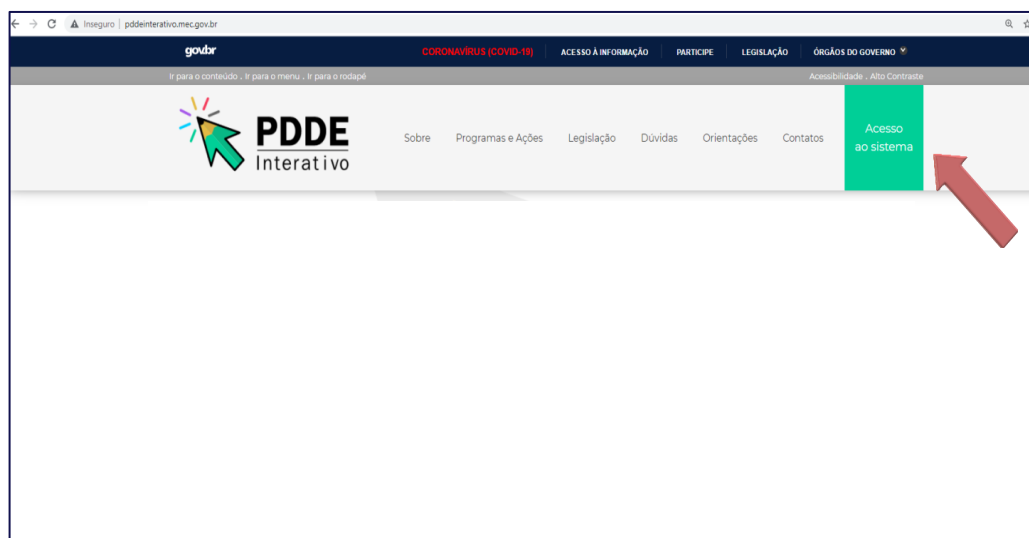 Inseguro | pddeinterativo.mec.gov.br
govbr CORONAVÍRUS (COVID-19) ACESSO À INFORMAÇÃO PARTICIPE LEGISLAÇÃO ÓRGÃOS DO GOVERNO
Ir para o conteúdo . Ir para o menu . Ir para o rodapé Acessibilidade . Alto Contraste
PDDE
Interativo
Sobre Programas e Ações Legislação Dúvidas Orientações Contatos
Acesso
ao sistema